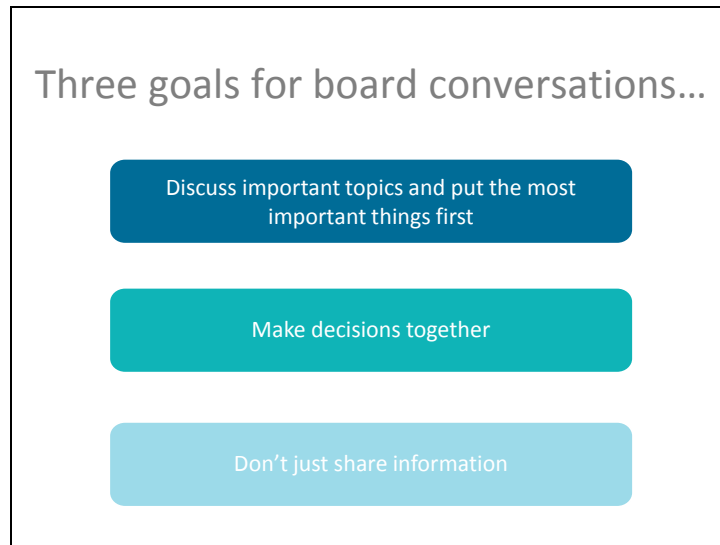 Three goals for board conversations…
Discuss important topics and put the most
important things first
Make decisions together
Don’t just share information